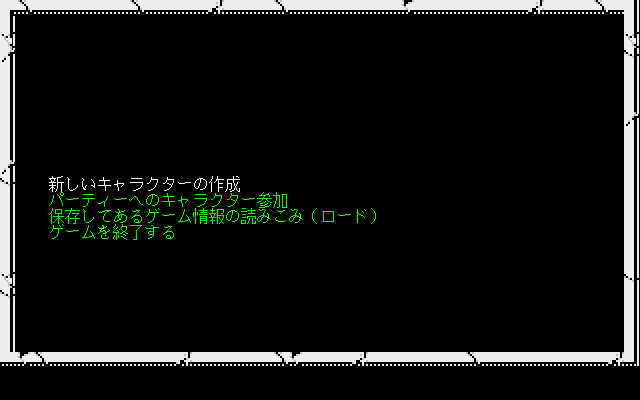 新しいキャラクターの作成
パーティーへのキャラクター参加
保存してあるゲーム情報の読みこみ（ロード）
ゲームを終了する